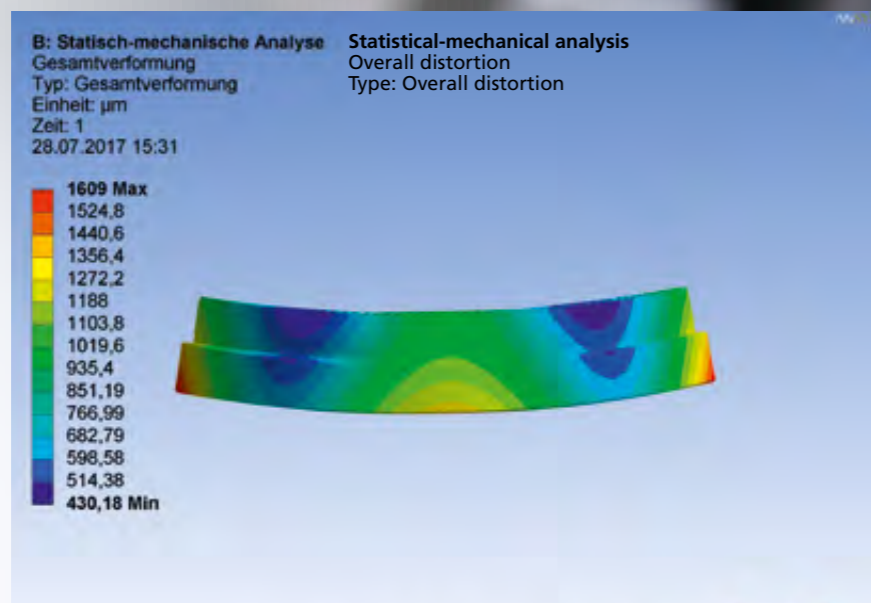 B: Statisch-mechanische Analyse
Gesamtverformung
Typ: Gesamtverformung
Einheit: µm
Zeit: 1
28.07.2017 15:31
Statistical-mechanical analysis
Overall distortion
Type: Overall distortion
1609 Max
1524,8
1440,6
1356,4
1272,2
1188
1103,8
1019,6
935,4
851,19
766,99
682,79
598,58
514,38
430,18 Min